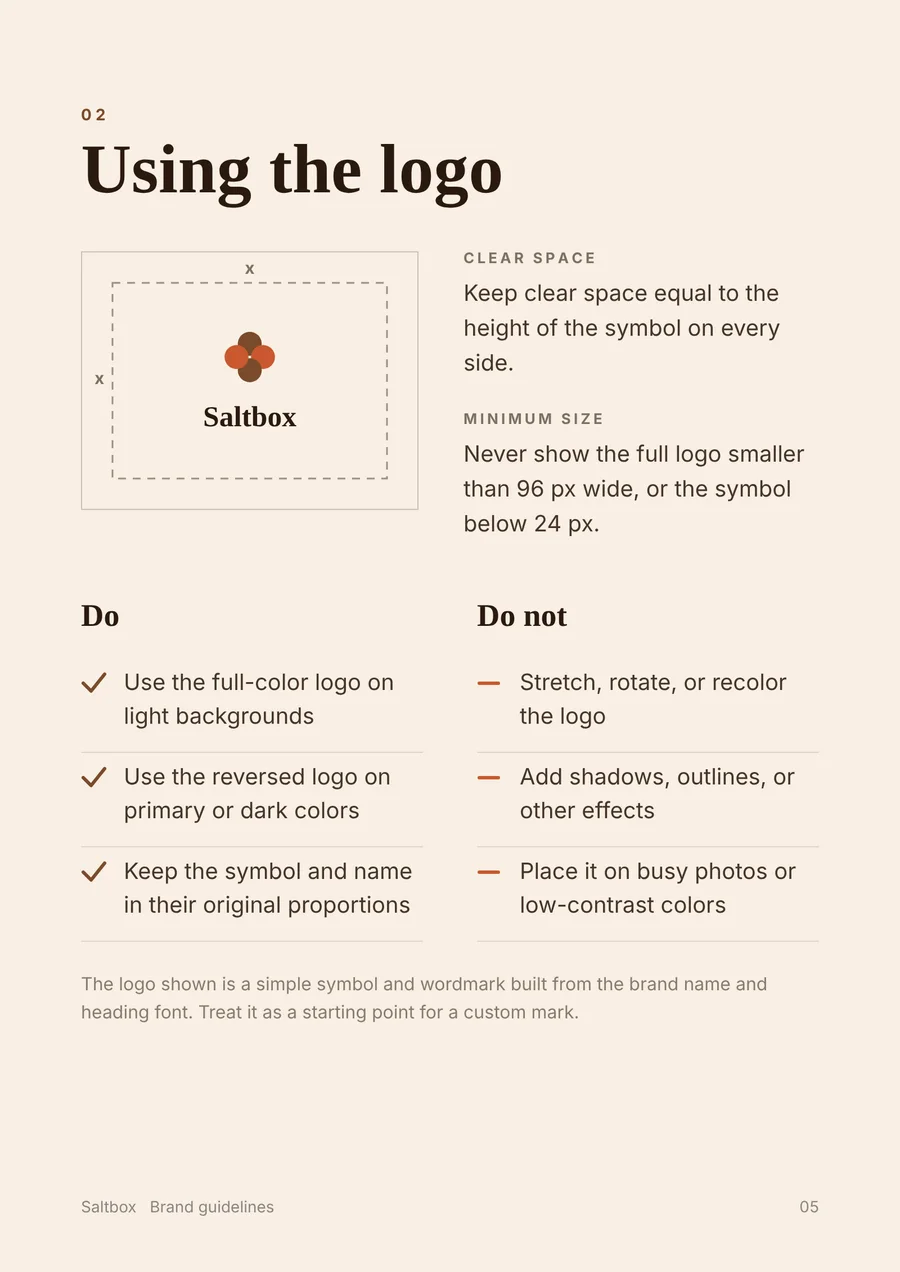 02
Using the logo
x
x
Saltbox
CLEAR SPACE
Keep clear space equal to the
height of the symbol on every
side.
MINIMUM SIZE
Never show the full logo smaller
than 96 px wide, or the symbol
below 24 px.
Do
Use the full-color logo on
light backgrounds
Use the reversed logo on
primary or dark colors
Keep the symbol and name
in their original proportions
Do not
Stretch, rotate, or recolor
the logo
Add shadows, outlines, or
other effects
Place it on busy photos or
low-contrast colors
The logo shown is a simple symbol and wordmark built from the brand name and
heading font. Treat it as a starting point for a custom mark.
Saltbox Brand guidelines
05